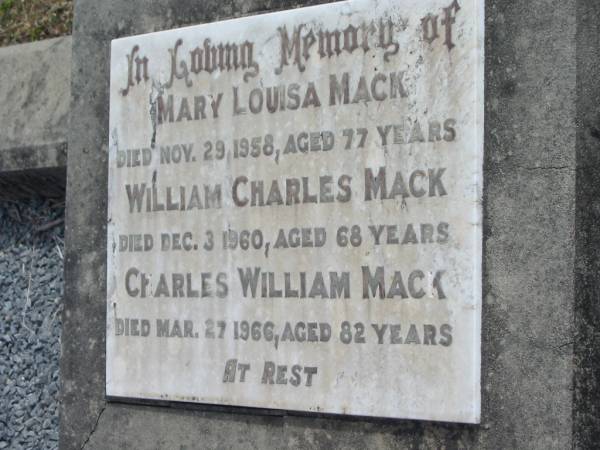 In Loving Memory of
MARY LOUISA MACK
DIED NOV. 29, 1958, AGED 77 YEARS
WILLIAM CHARLES MACK
DIED DEC. 3 1960, AGED 68 YEARS
CHARLES WILLIAM MACK
DIED MAR. 27 1966, AGED 82 YEARS
AT REST